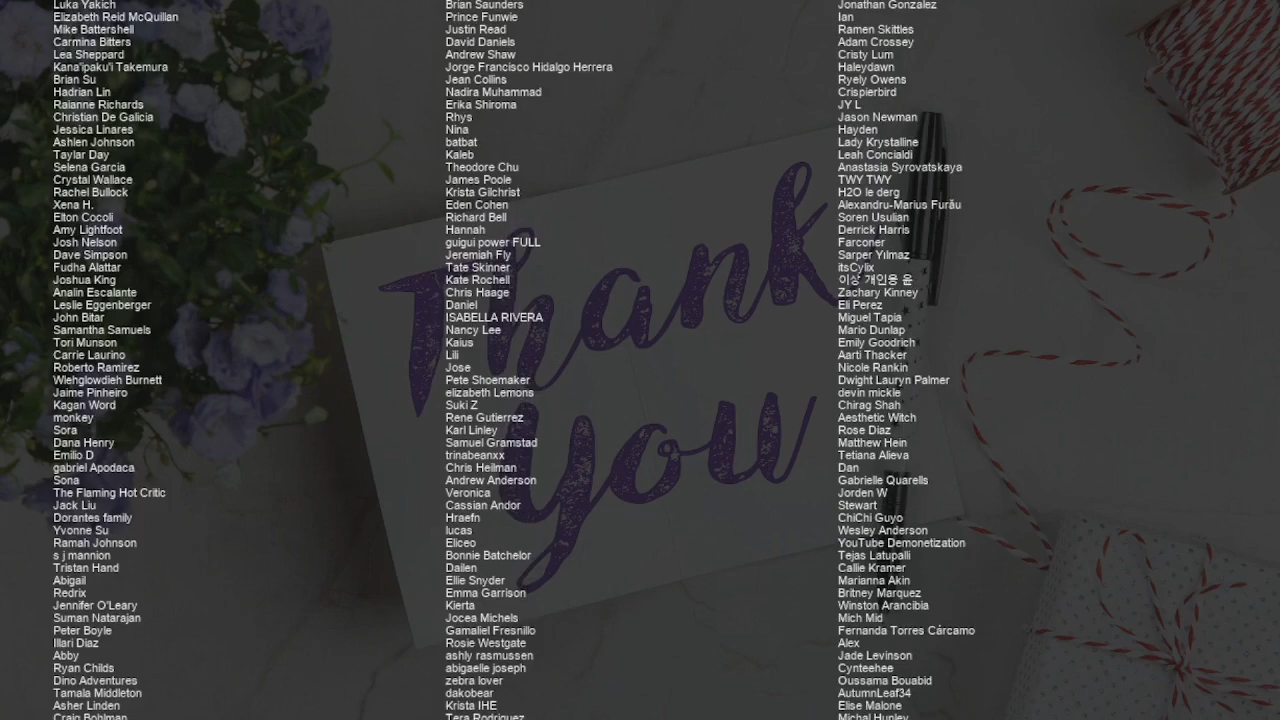 Luka Yakich
Elizabeth Reid McQuillan
Mike Battershell
Carmina Bitters
Lea Sheppard
Kana'ipaku'i Takemura
Brian Su
Hadrian Lin
Raianne Richards
Christian De Galicia
Jessica Linares
Ashlen Johnson
Taylar Day
Selena Garcia
Crystal Wallace
Rachel Bullock
Xena H.
Elton Cocoli
Amy Lightfoot
Josh Nelson
Dave Simpson
Fudha Alattar
Joshua King
Analin Escalante
Leslie Eggenberger
John Bitar
Samantha Samuels
Tori Munson
Carrie Laurino
Roberto Ramirez
Wlehglowdieh Burnett
Jaime Pinheiro
Kagan Word
monkey
Sora
Dana Henry
Emilio D
gabriel Apodaca
Sona
The Flaming Hot Critic
Jack Liu
Dorantes family
Yvonne Su
Ramah Johnson
s j mannion
Tristan Hand
Abigail
Redrix
Jennifer O'Leary
Suman Natarajan
Peter Boyle
Illari Diaz
Abby
Ryan Childs
Dino Adventures
Tamala Middleton
Asher Linden
Craig Bohlman
Brian Saunders
Prince Funwie
Justin Read
David Daniels
Andrew Shaw
Jorge Francisco Hidalgo Herrera
Jean Collins
Nadira Muhammad
Erika Shiroma
Rhys
Nina
batbat
Kaleb
Theodore Chu
James Poole
Krista Gilchrist
Eden Cohen
Richard Bell
Hannah
guigui power FULL
Jeremiah Fly
Tate Skinner
Kate Rochell
Chris Haage
Daniel
ISABELLA RIVERA
Nancy Lee
Kaius
Lili
Jose
Pete Shoemaker
elizabeth Lemons
Suki Z
Rene Gutierrez
Karl Linley
Samuel Gramstad
trinabeanxx
Chris Heilman
Andrew Anderson
Veronica
Cassian Andor
Hraefn
lucas
Eliceo
Bonnie Batchelor
Dailen
Ellie Snyder
Emma Garrison
Kierta
Jocea Michels
Gamaliel Fresnillo
Rosie Westgate
ashly rasmussen
abigaelle joseph
zebra lover
dakobear
Krista IHE
Tera Rodriguez
Jonathan Gonzalez
Ian
Ramen Skittles
Adam Crossey
Cristy Lum
Haleydawn
Ryely Owens
Crispierbird
JY L
Jason Newman
Hayden
Lady Krystalline
Leah Concialdi
Anastasia Syrovatskaya
TWY TWY
H2O le derg
Alexandru-Marius Furău
Soren Usulian
Derrick Harris
Farconer
Sarper Yılmaz
itsCylix
이상 개인용 윤
Zachary Kinney
Eli Perez
Miguel Tapia
Mario Dunlap
Emily Goodrich
Aarti Thacker
Nicole Rankin
Dwight Lauryn Palmer
devin mickle
Chirag Shah
Aesthetic Witch
Rose Diaz
Matthew Hein
Tetiana Alieva
Dan
Gabrielle Quarells
Jorden W
Stewart
ChiChi Guyo
Wesley Anderson
YouTube Demonetization
Tejas Latupalli
Callie Kramer
Marianna Akin
Britney Marquez
Winston Arancibia
Mich Mid
Fernanda Torres Cárcamo
Alex
Jade Levinson
Cynteehee
Oussama Bouabid
AutumnLeaf34
Elise Malone
Michal Hunley
Thank
you